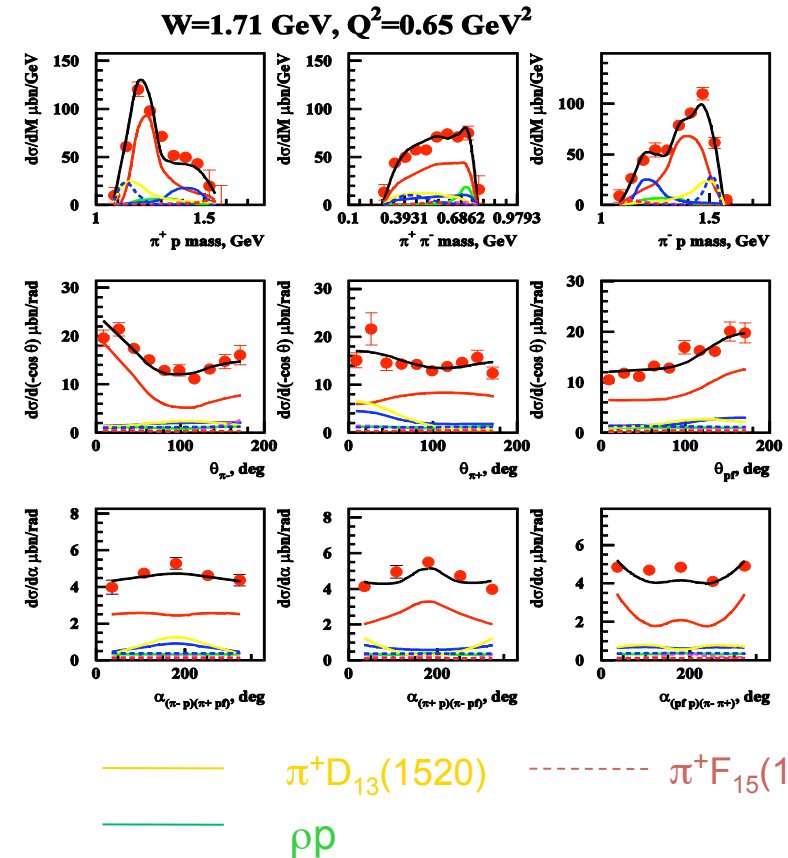 W=1.71 GeV, Q²=0.65 GeV²
dσ/dM μbn/GeV
150
100
50
0
1
1.5
π⁺ p mass, GeV
dσ/dM μbn/GeV
150
100
50
0
0.1
0.3931
0.6862
0.9793
π⁺ π⁻ mass, GeV
dσ/dM μbn/GeV
100
50
0
1
1.5
π⁻ p mass, GeV
dσ/d(-cos θ) μbn/rad
30
20
10
0
0
100
200
θπ-, deg
dσ/d(-cos θ) μbn/rad
30
20
10
0
0
100
200
θπ+, deg
dσ/d(-cos θ) μbn/rad
30
20
10
0
0
100
200
θpf, deg
dσ/dα μbn/rad
8
6
4
2
0
0
200
α(π- p)(π+ pf), deg
dσ/dα μbn/rad
8
6
4
2
0
0
200
α(π+ p)(π- pf), deg
dσ/dα μbn/rad
6
4
2
0
0
200
α(pf p)(π- π+), deg
π⁺D₁₃(1520)
π⁺F₁₅(1
ρp